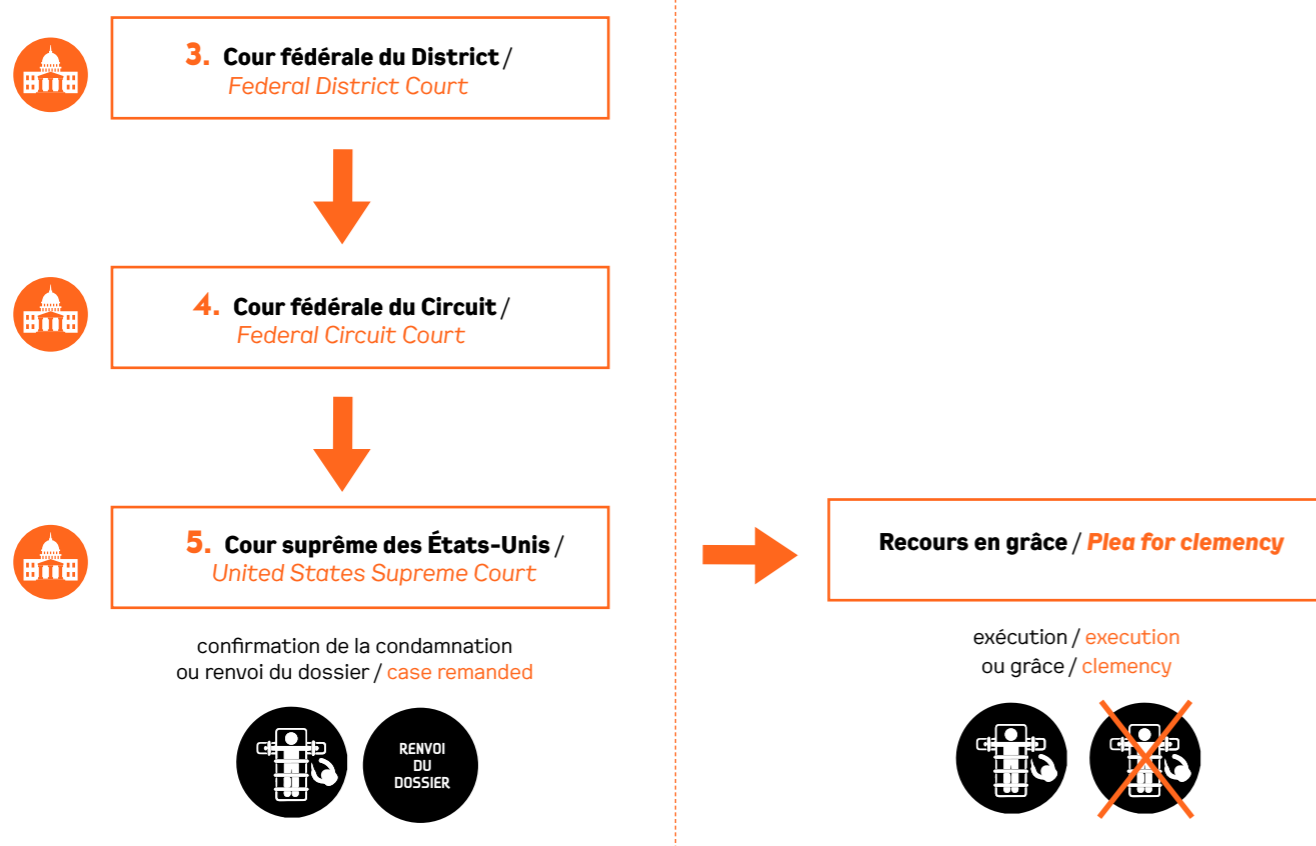 3. Cour fédérale du District /
Federal District Court
4. Cour fédérale du Circuit /
Federal Circuit Court
5. Cour suprême des États-Unis /
United States Supreme Court
confirmation de la condamnation
ou renvoi du dossier / case remanded
RENVOI
DU
DOSSIER
Recours en grâce / Plea for clemency
exécution / execution
ou grâce / clemency